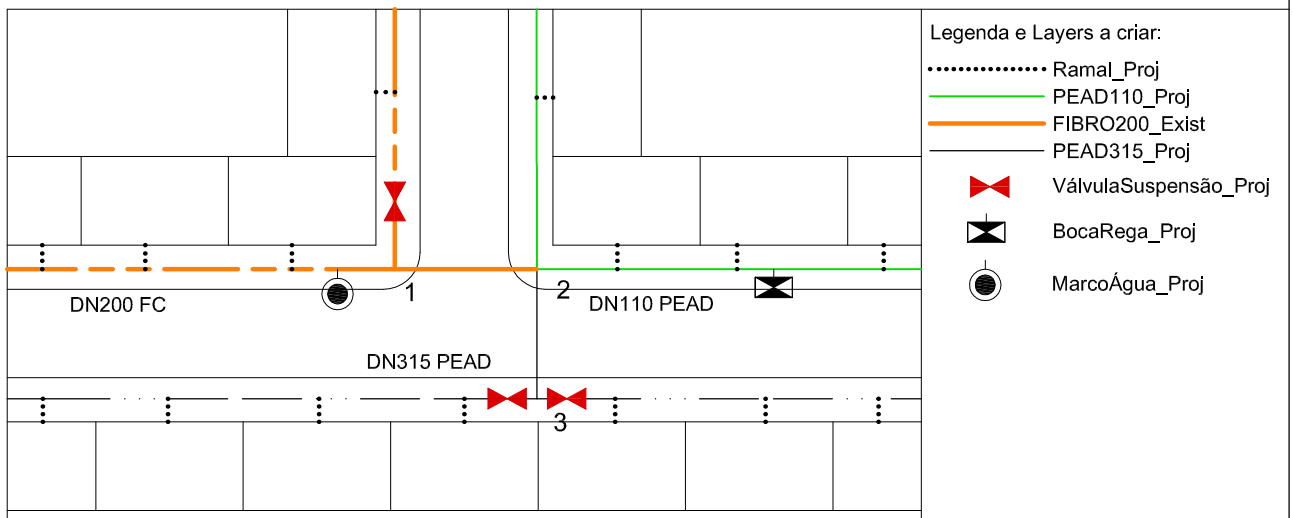 Legenda e Layers a criar:
Ramal_Proj
PEAD110_Proj
FIBRO200_Exist
PEAD315_Proj
VálvulaSuspensão_Proj
BocaRega_Proj
MarcoÁgua_Proj
1
2
DN200 FC
DN110 PEAD
DN315 PEAD
3